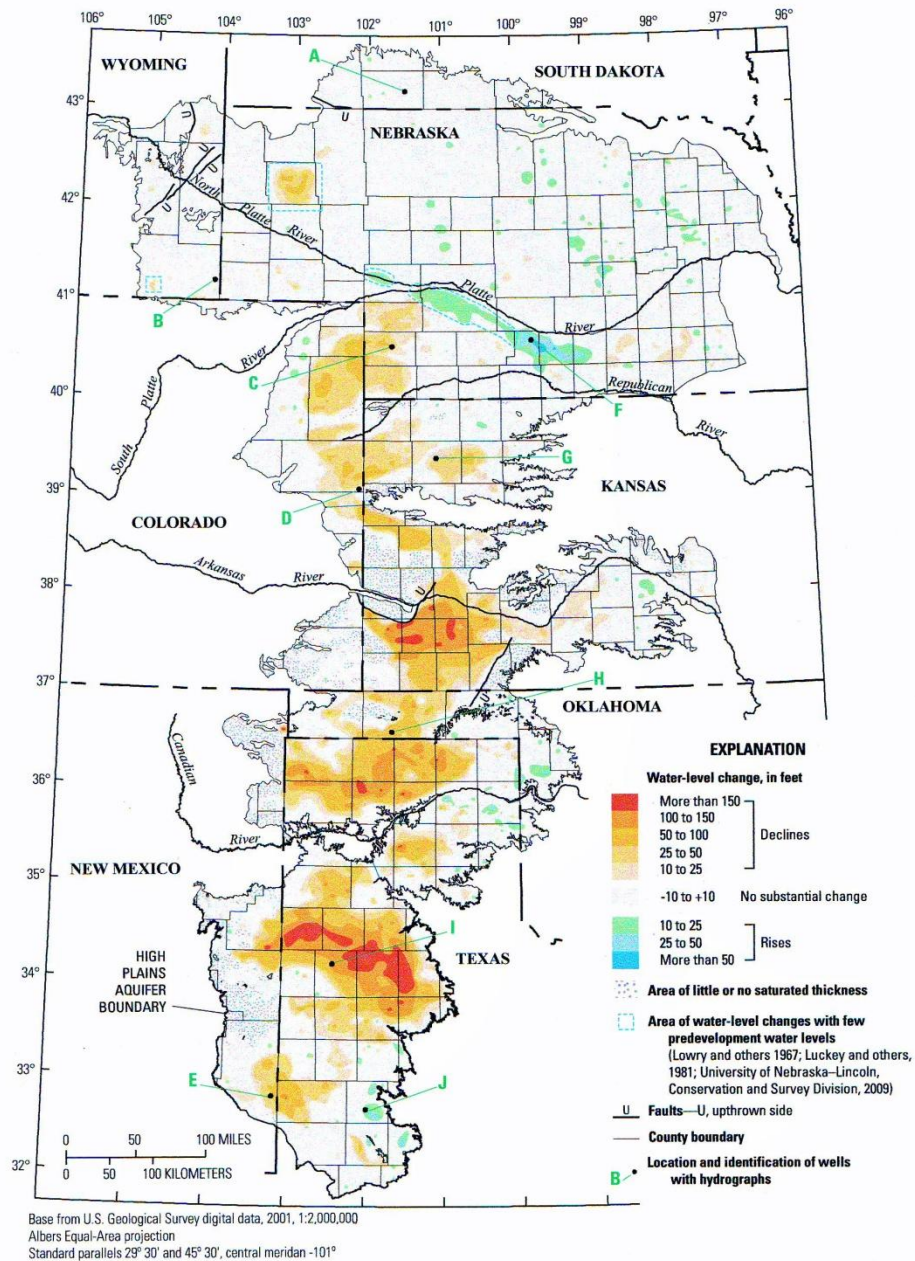 106° 105° 104° 103° 102° 101° 100° 99° 98° 97° 96°
WYOMING
A
SOUTH DAKOTA
43°
U
U
NEBRASKA
U
U
42°
North
Platte
River
U
B
41°
Platte
River
C
F
River
Platte
South
40°
Republican
River
G
39°
D
KANSAS
COLORADO
Arkansas
River
38°
U
37°
H
U
OKLAHOMA
Canadian
River
36°
35°
NEW MEXICO
I
TEXAS
34°
HIGH
PLAINS
AQUIFER
BOUNDARY
33°
E
J
32°
0 50 100 MILES
0 50 100 KILOMETERS
EXPLANATION
Water-level change, in feet
More than 150
100 to 150
50 to 100
25 to 50
10 to 25
Declines
-10 to +10 No substantial change
10 to 25
25 to 50
More than 50
Rises
Area of little or no saturated thickness
Area of water-level changes with few
predevelopment water levels
(Lowry and others 1967; Luckey and others,
1981; University of Nebraska–Lincoln,
Conservation and Survey Division, 2009)
U Faults—U, upthrown side
County boundary
B Location and identification of wells
with hydrographs
Base from U.S. Geological Survey digital data, 2001, 1:2,000,000
Albers Equal-Area projection
Standard parallels 29° 30' and 45° 30', central meridian -101°